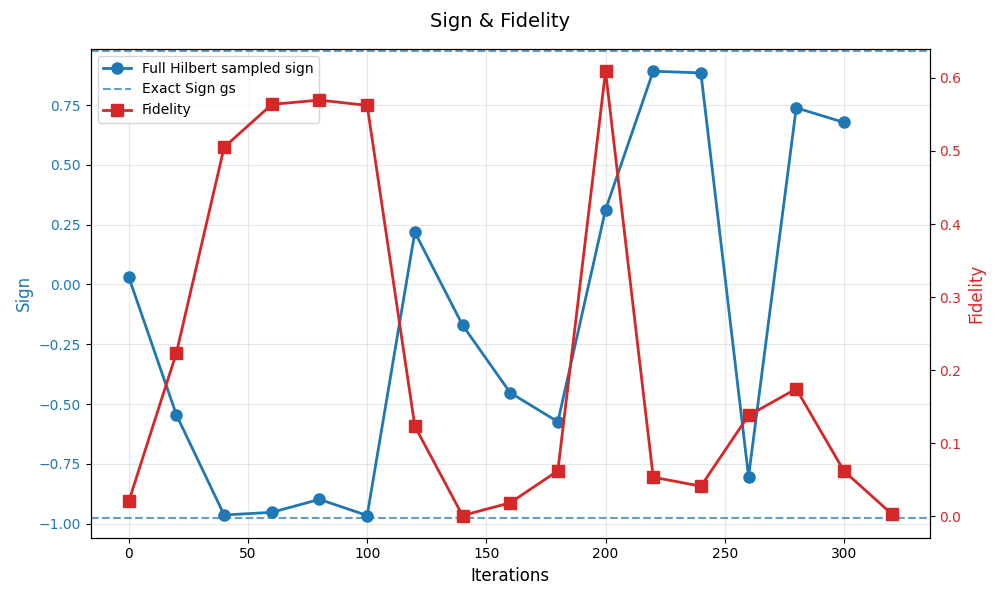 Sign & Fidelity
Full Hilbert sampled sign
Exact Sign gs
Fidelity
0.75
0.50
0.25
0.00
−0.25
−0.50
−0.75
−1.00
Sign
0.6
0.5
0.4
0.3
0.2
0.1
0.0
Fidelity
0 50 100 150 200 250 300
Iterations